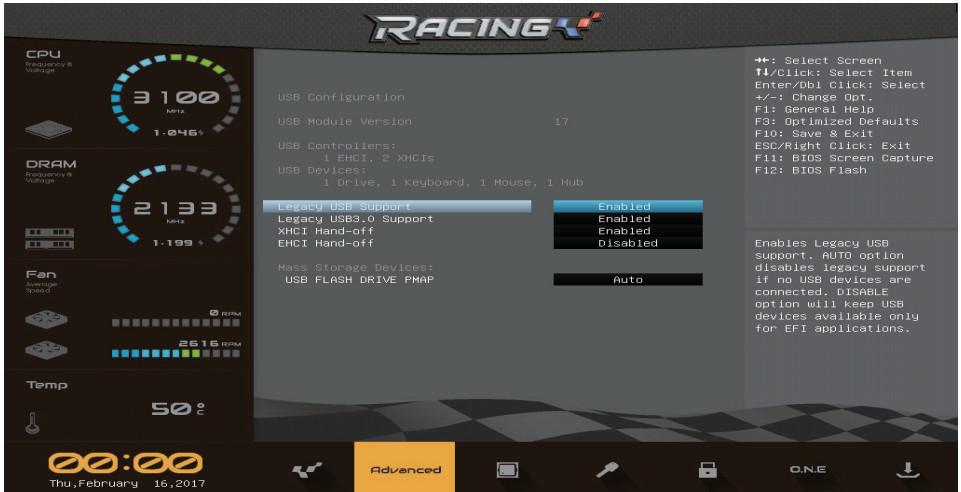 RACING
CPU
Frequency &
Voltage
3100
MHz
1.046 v
DRAM
Frequency &
Voltage
2133
MHz
1.199 v
Fan
Average
Speed
0 RPM
2616 RPM
Temp
50 °C
00:00
Thu,February 16,2017
USB Configuration
USB Module Version 17
USB Controllers:
1 EHCI, 2 XHCIs
USB Devices:
1 Drive, 1 Keyboard, 1 Mouse, 1 Hub
Legacy USB Support Enabled
Legacy USB3.0 Support Enabled
XHCI Hand-off Enabled
EHCI Hand-off Disabled
Mass Storage Devices:
USB FLASH DRIVE PMAP Auto
→←: Select Screen
↑↓/Click: Select Item
Enter/Dbl Click: Select
+/-: Change Opt.
F1: General Help
F3: Optimized Defaults
F10: Save & Exit
ESC/Right Click: Exit
F11: BIOS Screen Capture
F12: BIOS Flash
Enables Legacy USB
support. AUTO option
disables legacy support
if no USB devices are
connected. DISABLE
option will keep USB
devices available only
for EFI applications.
Advanced
O.N.E